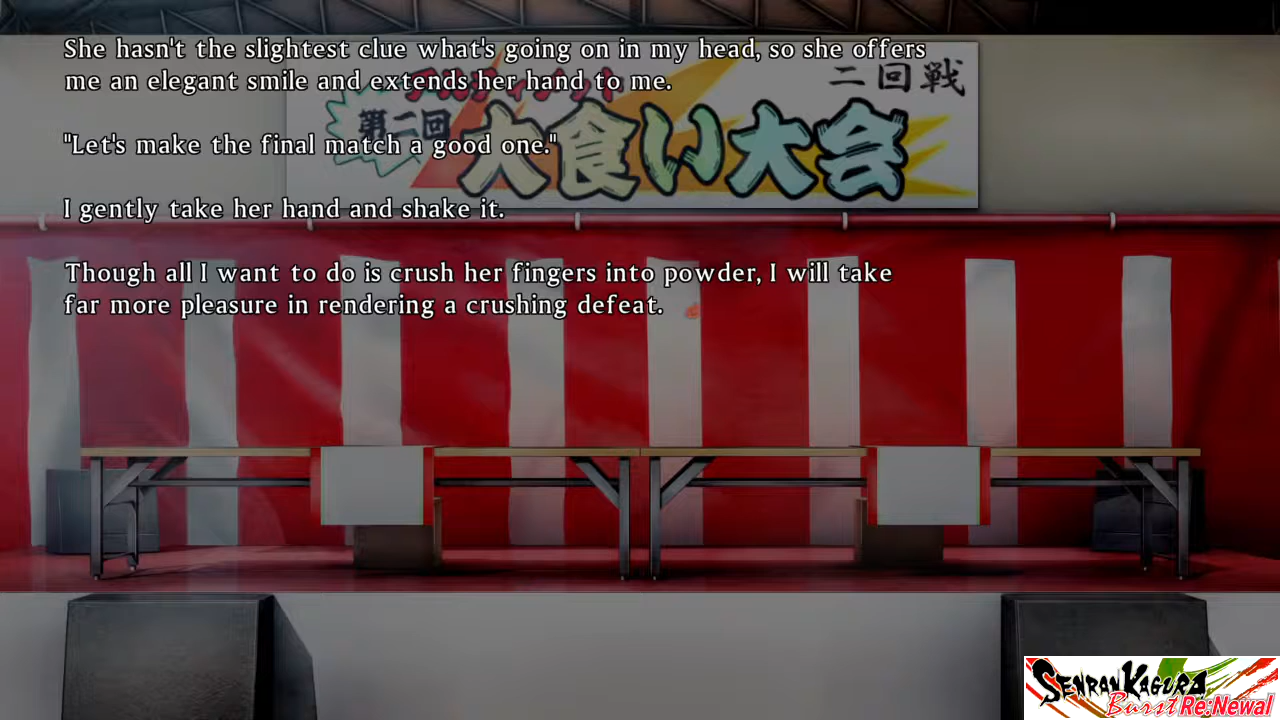 She hasn't the slightest clue what's going on in my head, so she offers
me an elegant smile and extends her hand to me.
二回戦
第二回
大食い大会
"Let's make the final match a good one."
I gently take her hand and shake it.
Though all I want to do is crush her fingers into powder, I will take
far more pleasure in rendering a crushing defeat.
SENRAN KAGURA
Burst Re:Newal